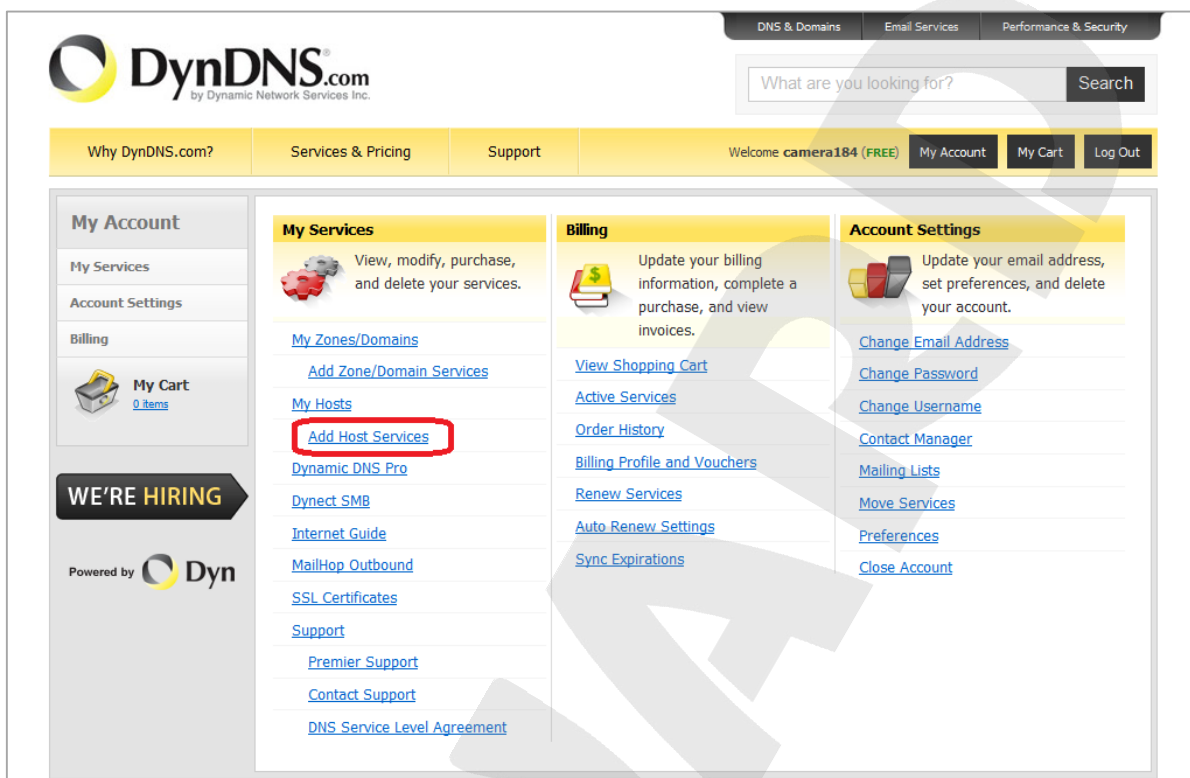 DNS & Domains Email Services Performance & Security
DynDNS®.com
by Dynamic Network Services Inc.
What are you looking for? Search
Why DynDNS.com? Services & Pricing Support Welcome camera184 (FREE) My Account My Cart Log Out
My Account
My Services
Account Settings
Billing
My Cart
0 items
WE'RE HIRING
Powered by Dyn
My Services
View, modify, purchase,
and delete your services.
My Zones/Domains
Add Zone/Domain Services
My Hosts
Add Host Services
Dynamic DNS Pro
Dynect SMB
Internet Guide
MailHop Outbound
SSL Certificates
Support
Premier Support
Contact Support
DNS Service Level Agreement
Billing
Update your billing
information, complete a
purchase, and view
invoices.
View Shopping Cart
Active Services
Order History
Billing Profile and Vouchers
Renew Services
Auto Renew Settings
Sync Expirations
Account Settings
Update your email address,
set preferences, and delete
your account.
Change Email Address
Change Password
Change Username
Contact Manager
Mailing Lists
Move Services
Preferences
Close Account